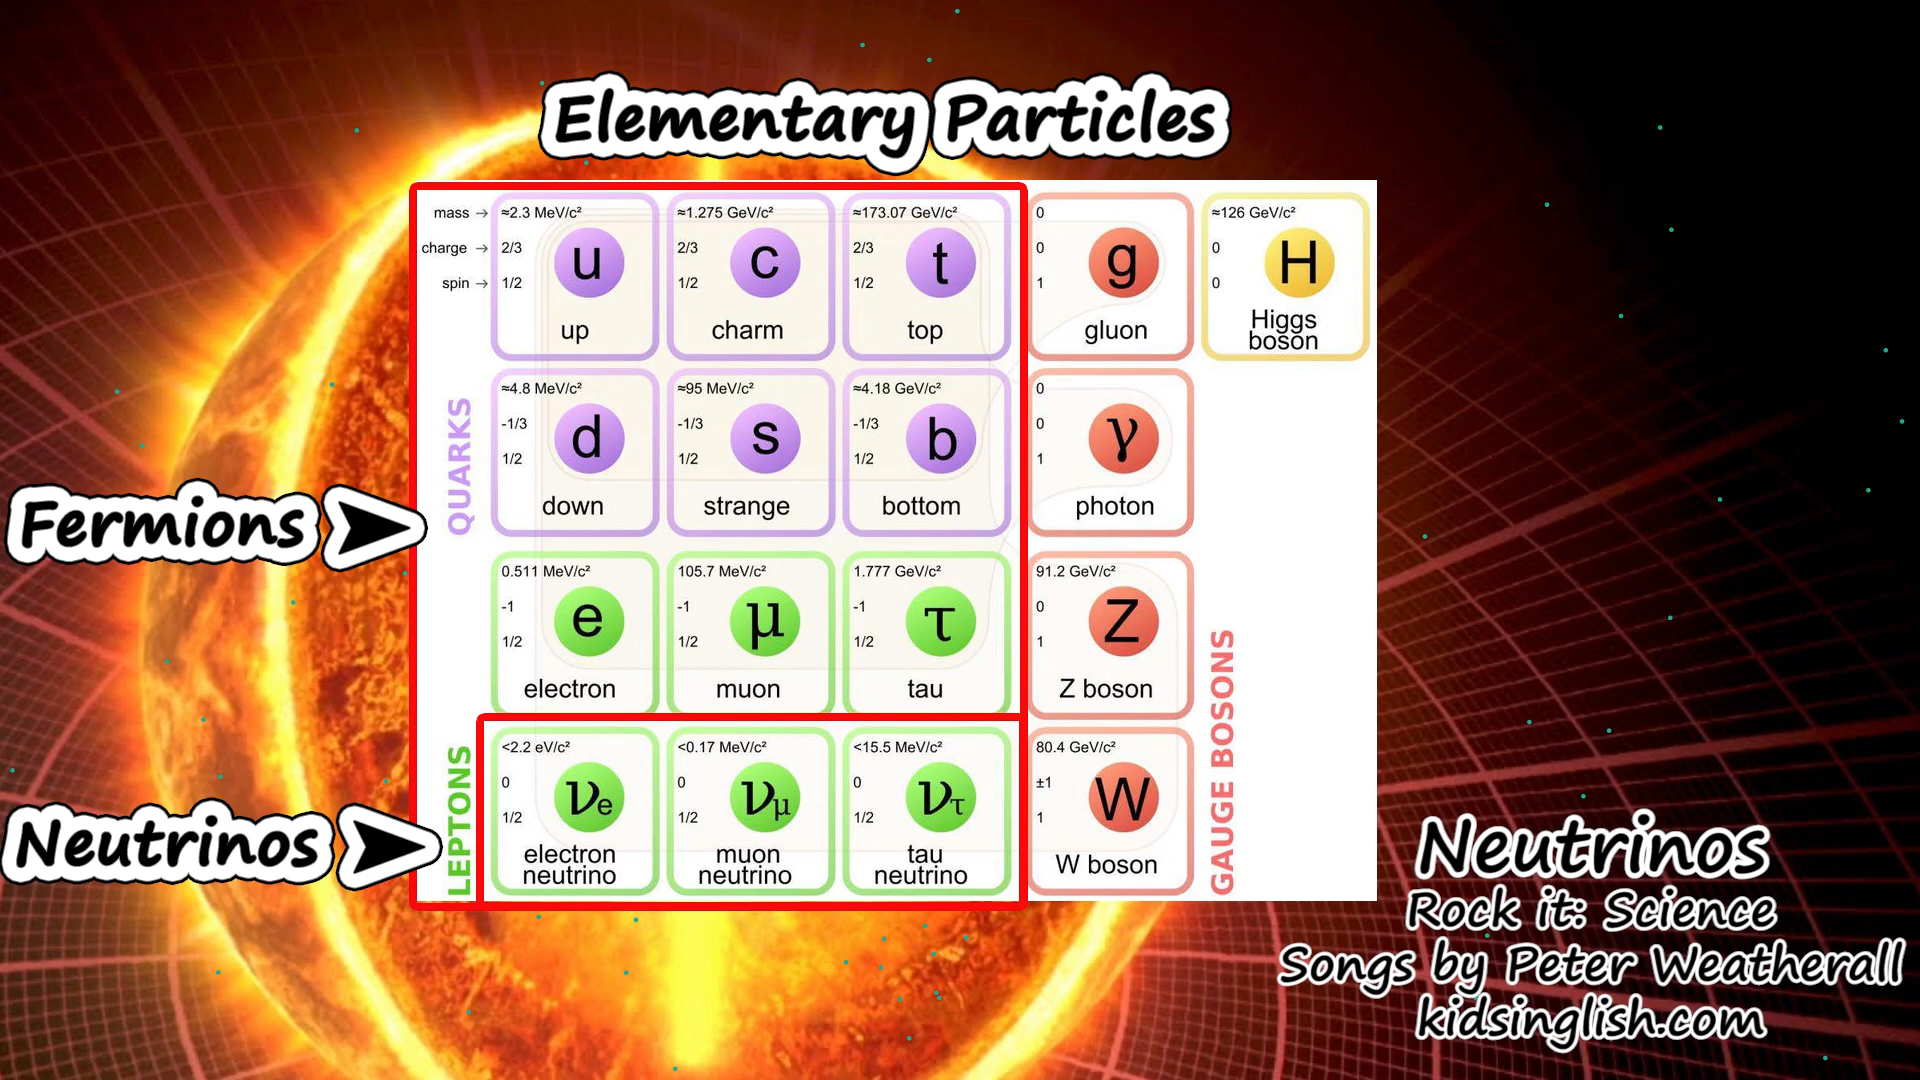 Elementary Particles
mass → ≈2.3 MeV/c² ≈1.275 GeV/c² ≈173.07 GeV/c² 0 ≈126 GeV/c²
charge → 2/3 2/3 2/3 0 0
spin → 1/2 1/2 1/2 1 0
u c t g H
up charm top gluon Higgs boson
QUARKS
≈4.8 MeV/c² ≈95 MeV/c² ≈4.18 GeV/c² 0
-1/3 -1/3 -1/3 0
1/2 1/2 1/2 1
d s b γ
down strange bottom photon
Fermions
0.511 MeV/c² 105.7 MeV/c² 1.777 GeV/c² 91.2 GeV/c²
-1 -1 -1 0
1/2 1/2 1/2 1
e μ τ Z
electron muon tau Z boson
LEPTONS
<2.2 eV/c² <0.17 MeV/c² <15.5 MeV/c² 80.4 GeV/c²
0 0 0 ±1
1/2 1/2 1/2 1
νe νμ ντ W
electron neutrino muon neutrino tau neutrino W boson
GAUGE BOSONS
Neutrinos
Neutrinos
Rock it: Science
Songs by Peter Weatherall
kidsinglish.com